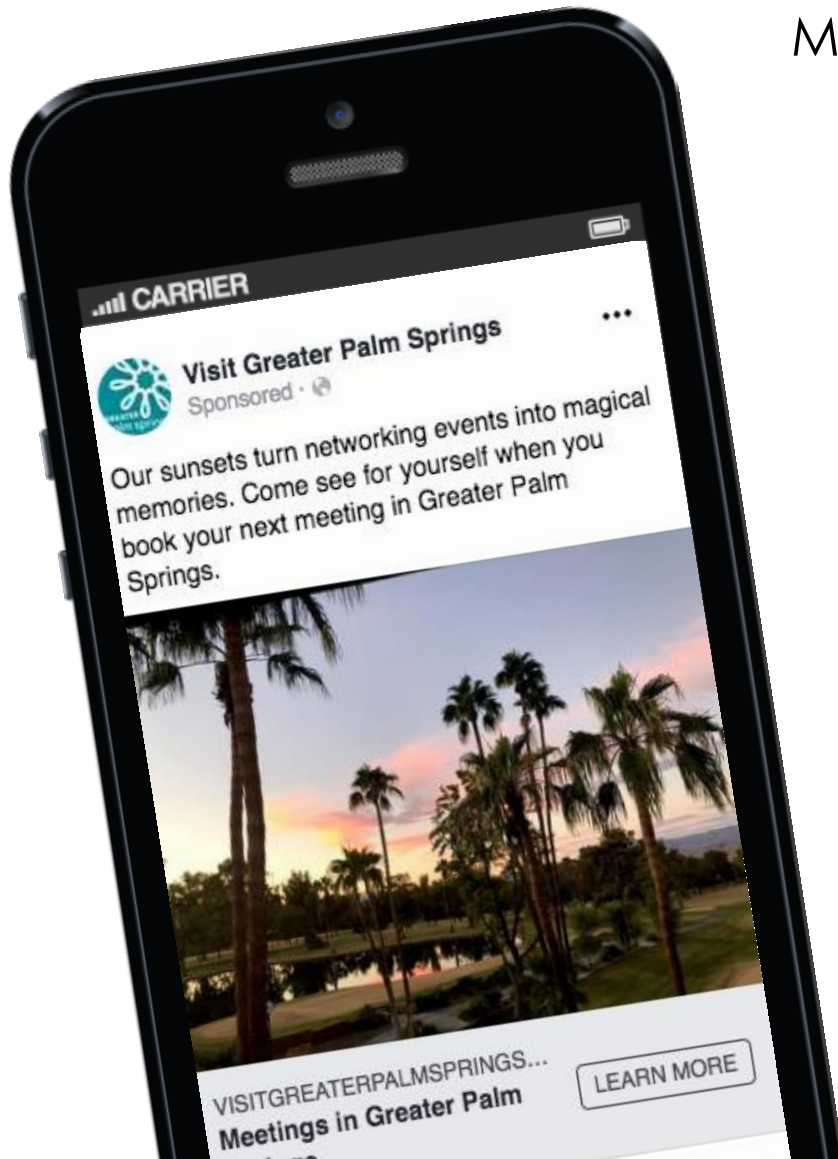 M
CARRIER
Visit Greater Palm Springs
Sponsored ·
Our sunsets turn networking events into magical
memories. Come see for yourself when you
book your next meeting in Greater Palm
Springs.
VISITGREATERPALMSPRINGS...
LEARN MORE
Meetings in Greater Palm